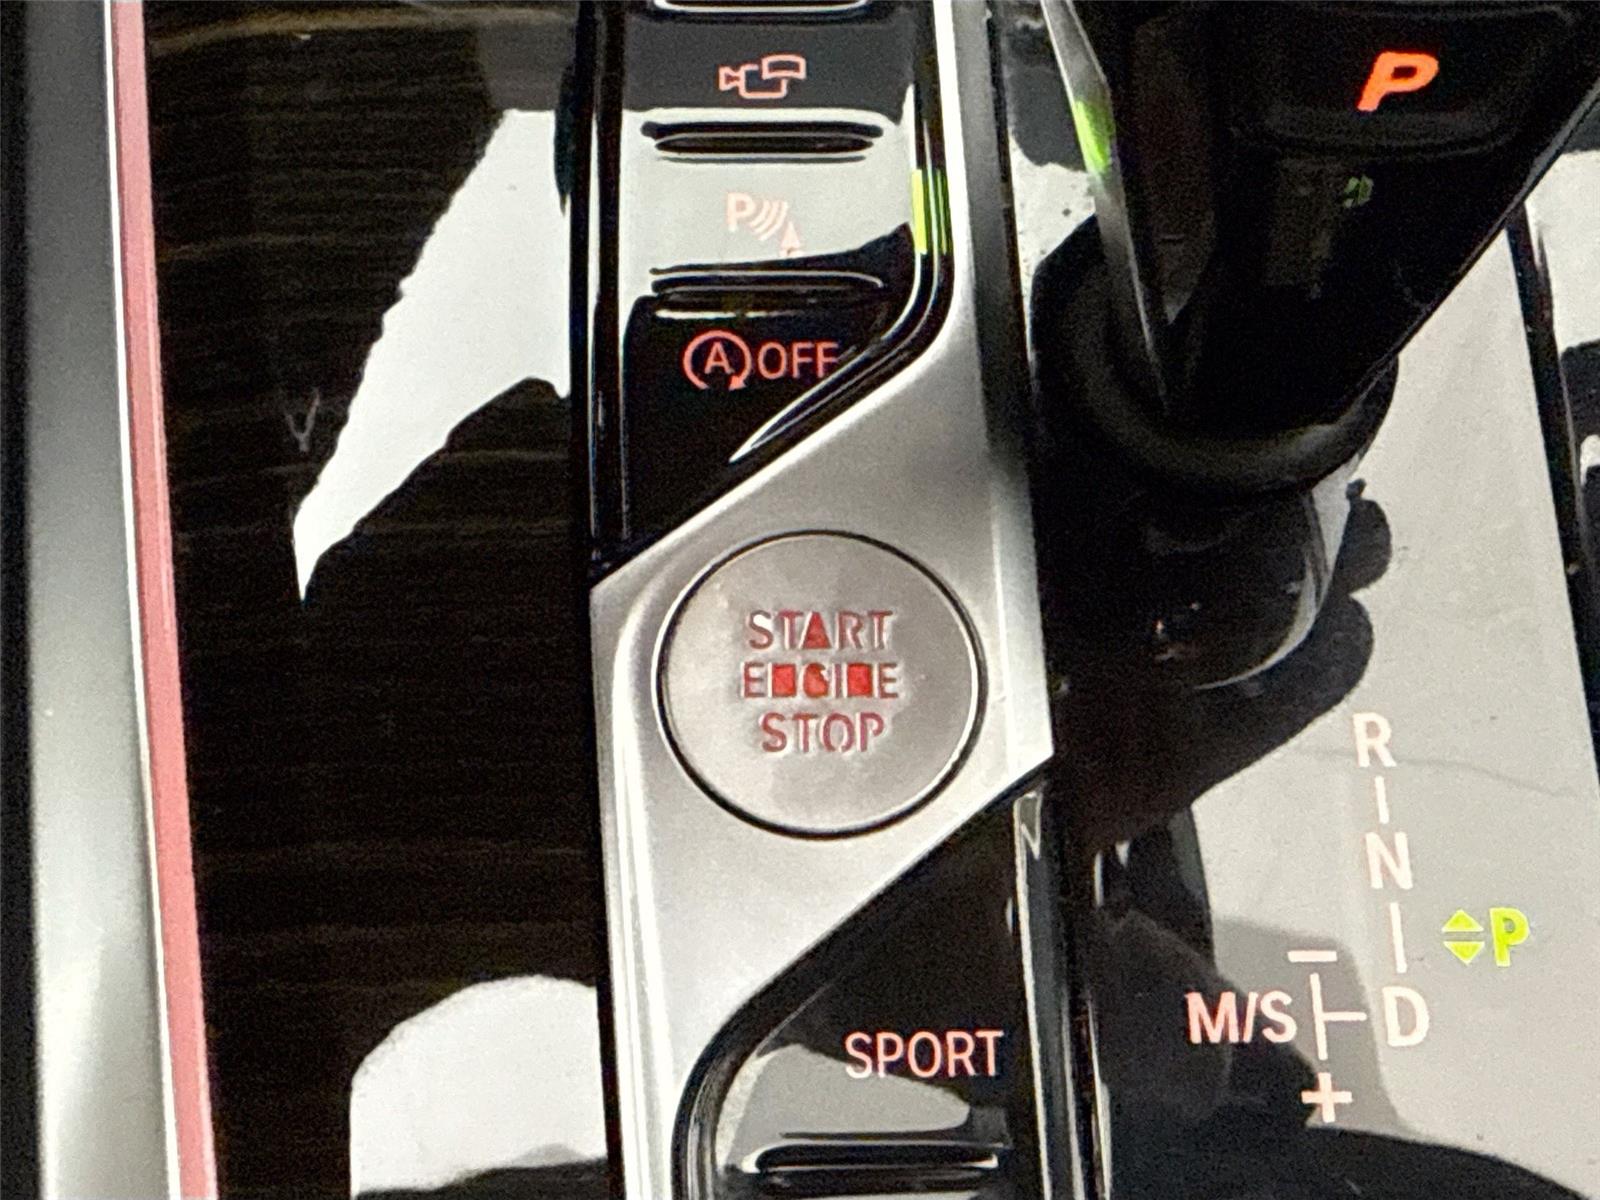 P
P
A OFF
START
ENGINE
STOP
R
N
P
M/S D
+
SPORT